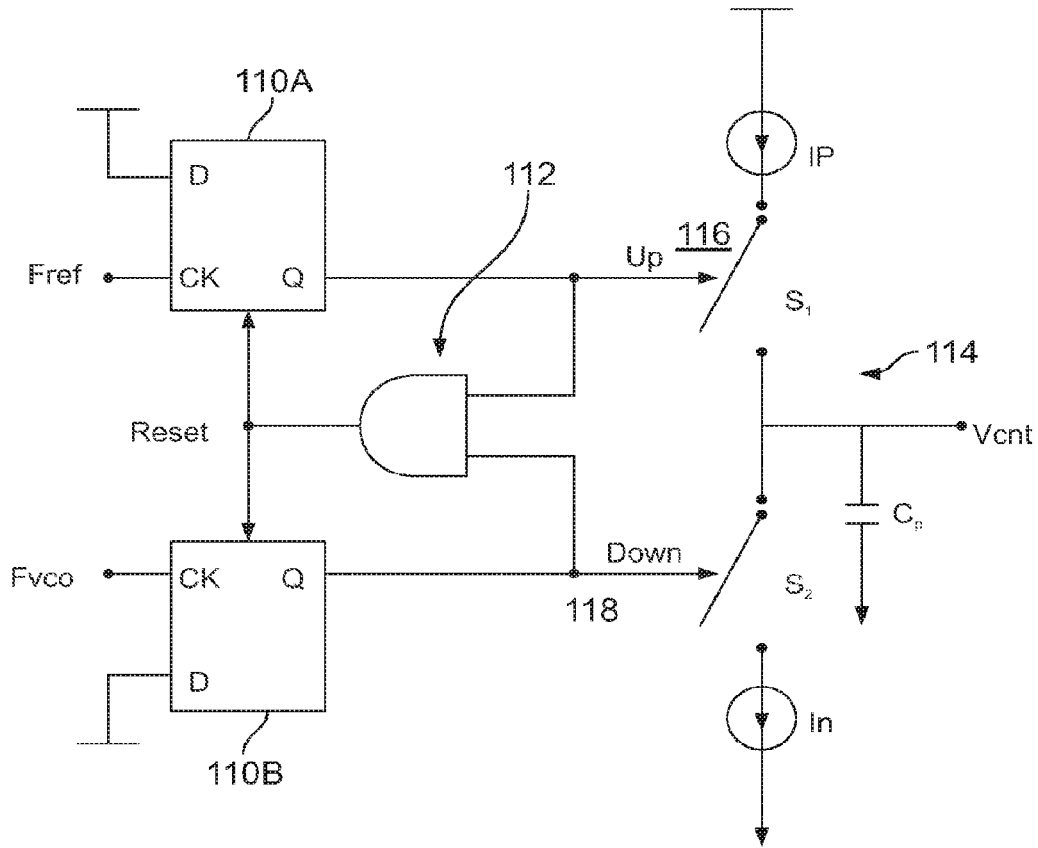 110A
D
IP
112
116
Up
Fref
CK
Q
S₁
114
Reset
Vcnt
Cₚ
Down
Fvco
CK
Q
S₂
118
D
In
110B